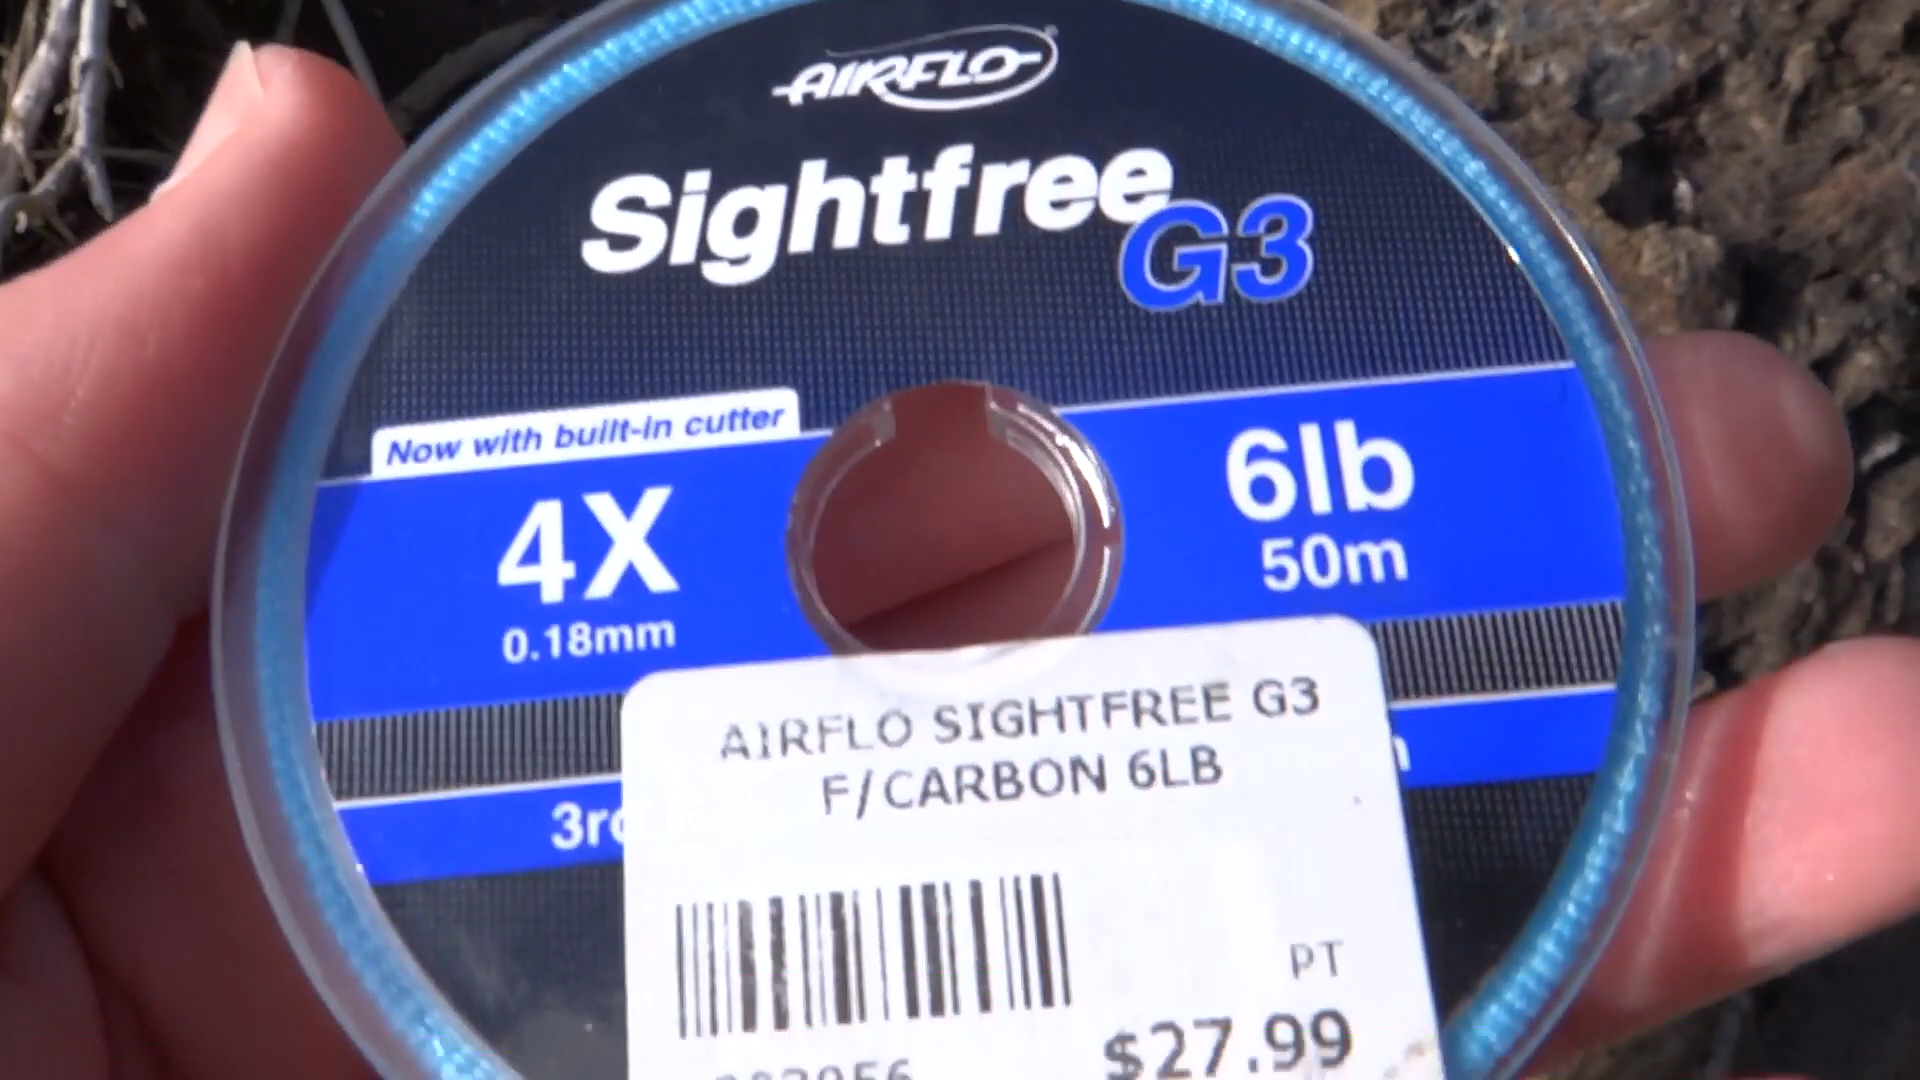 AIRFLO
Sightfree
G3
Now with built-in cutter
4X
0.18mm
6lb
50m
AIRFLO SIGHTFREE G3
F/CARBON 6LB
PT
$27.99